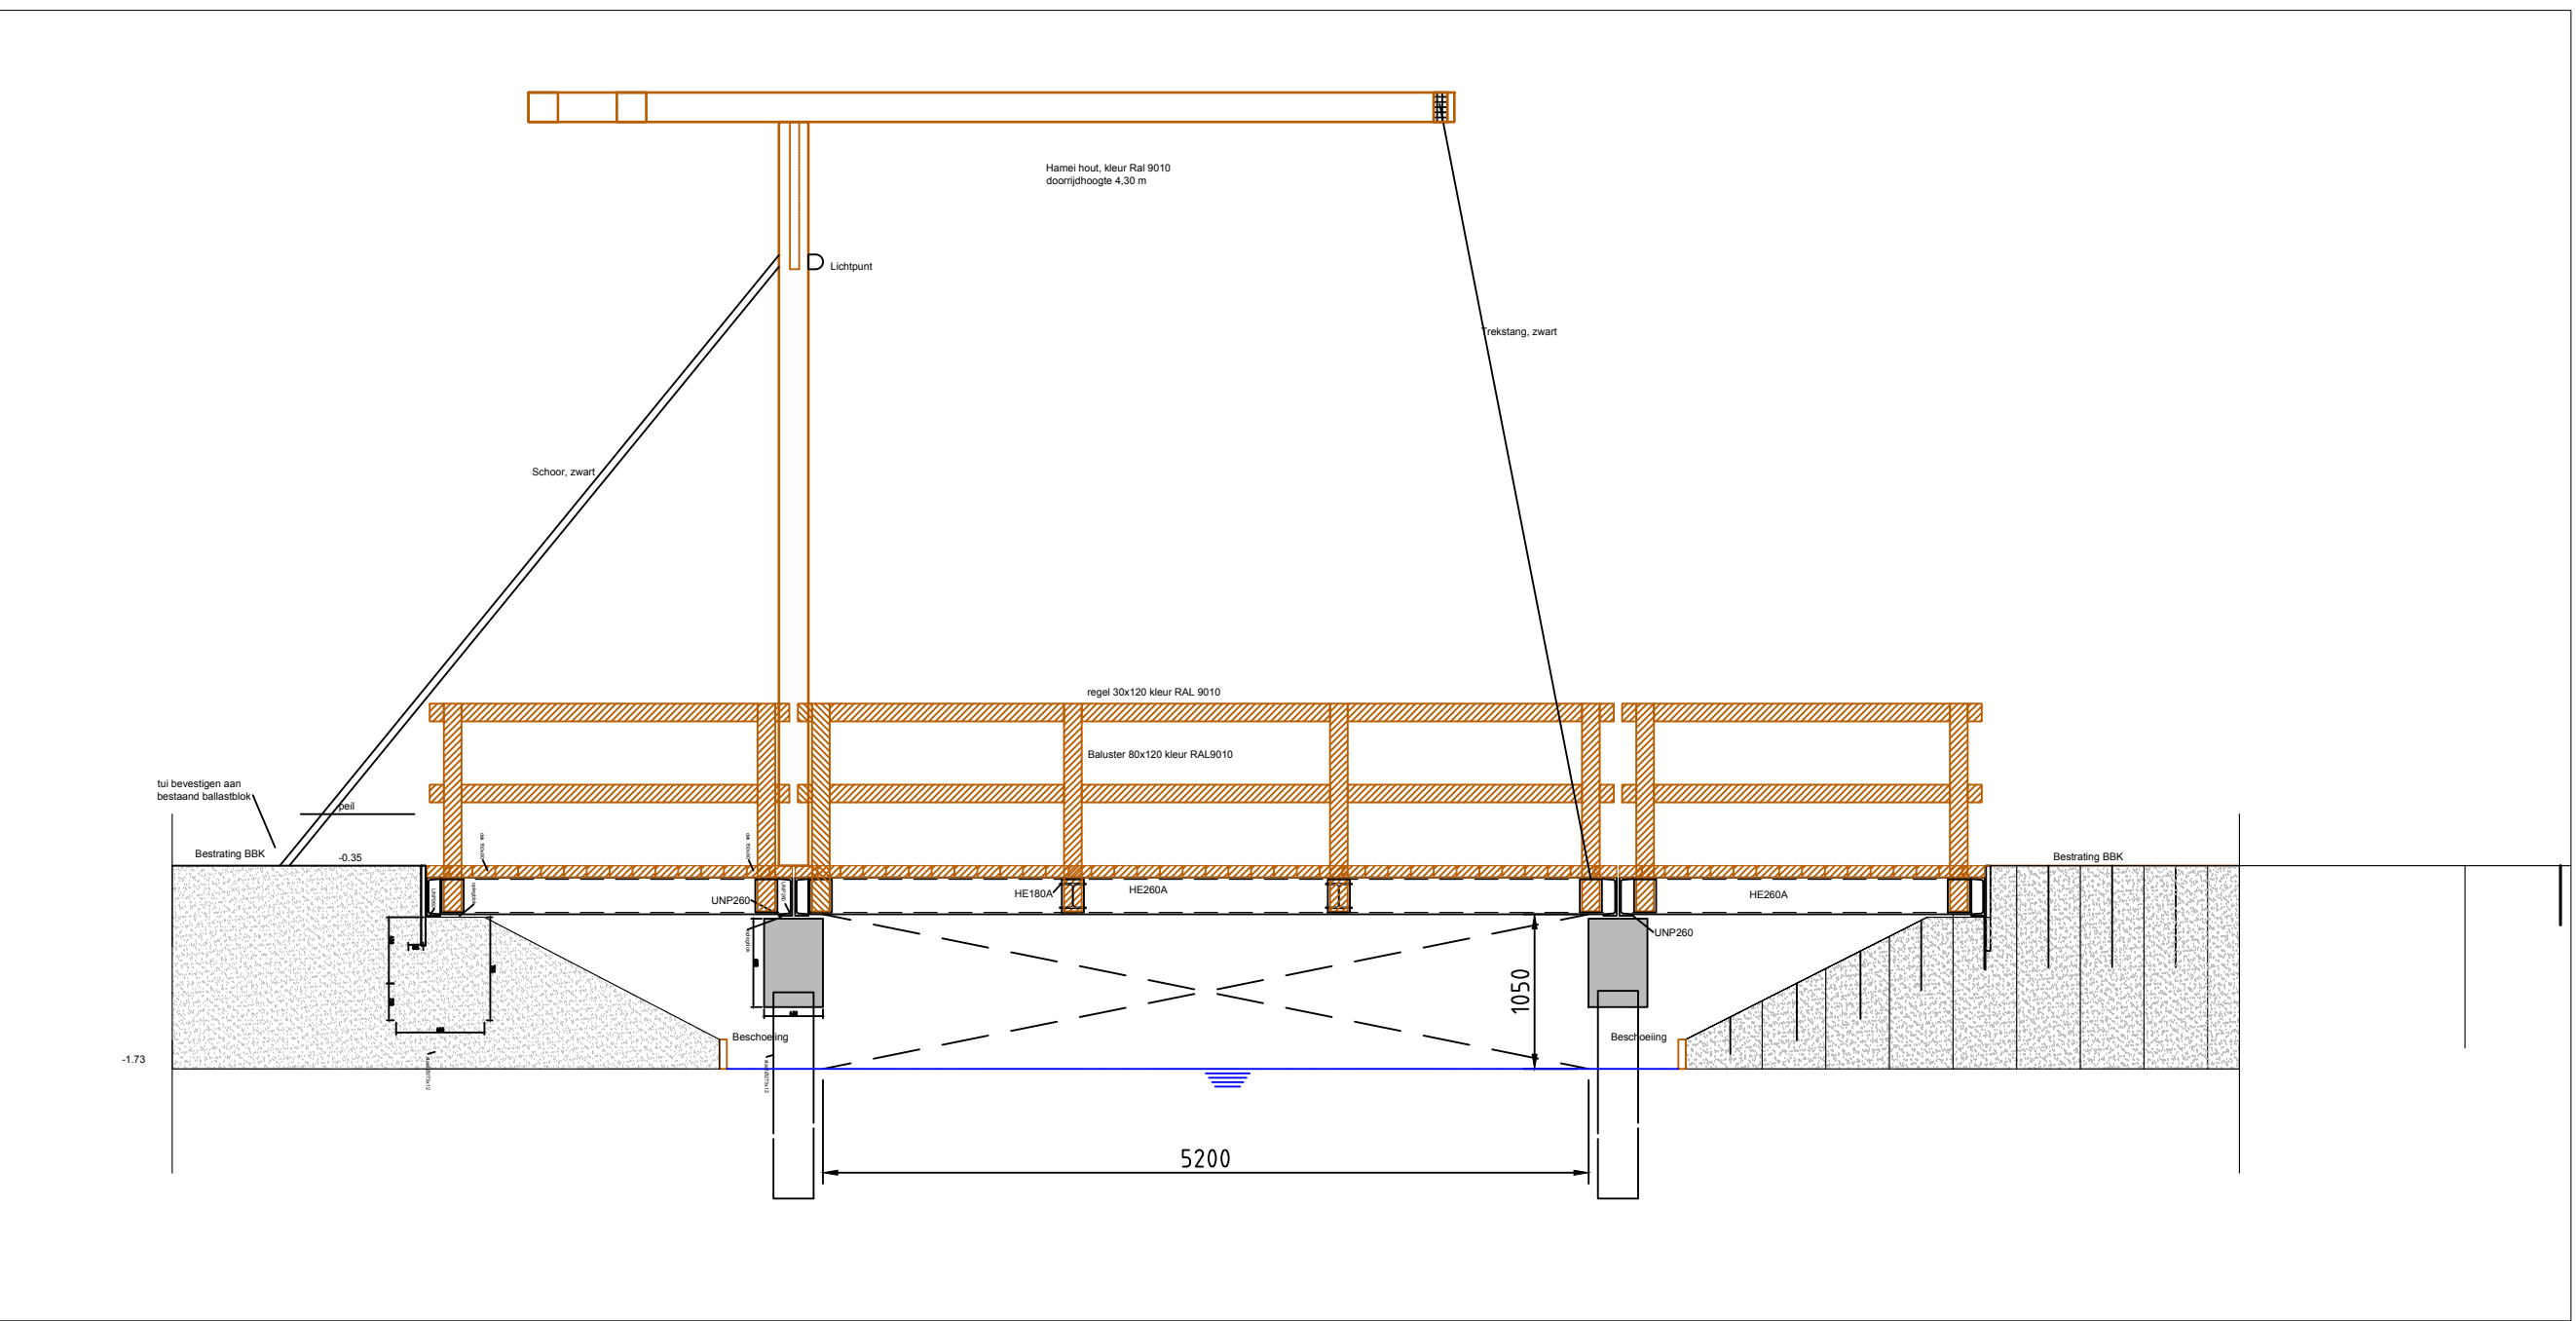 Hamei hout, kleur Ral 9010
doorrijdhoogte 4,30 m
Lichtpunt
Trekstang, zwart
Schoor, zwart
regel 30x120 kleur RAL 9010
Baluster 80x120 kleur RAL9010
tui bevestigen aan
bestaand ballastblok
peil
Bestrating BBK
-0.35
Bestrating BBK
UNP260
HE180A
HE260A
HE260A
UNP260
1050
Beschoeiing
Beschoeiing
-1.73
5200